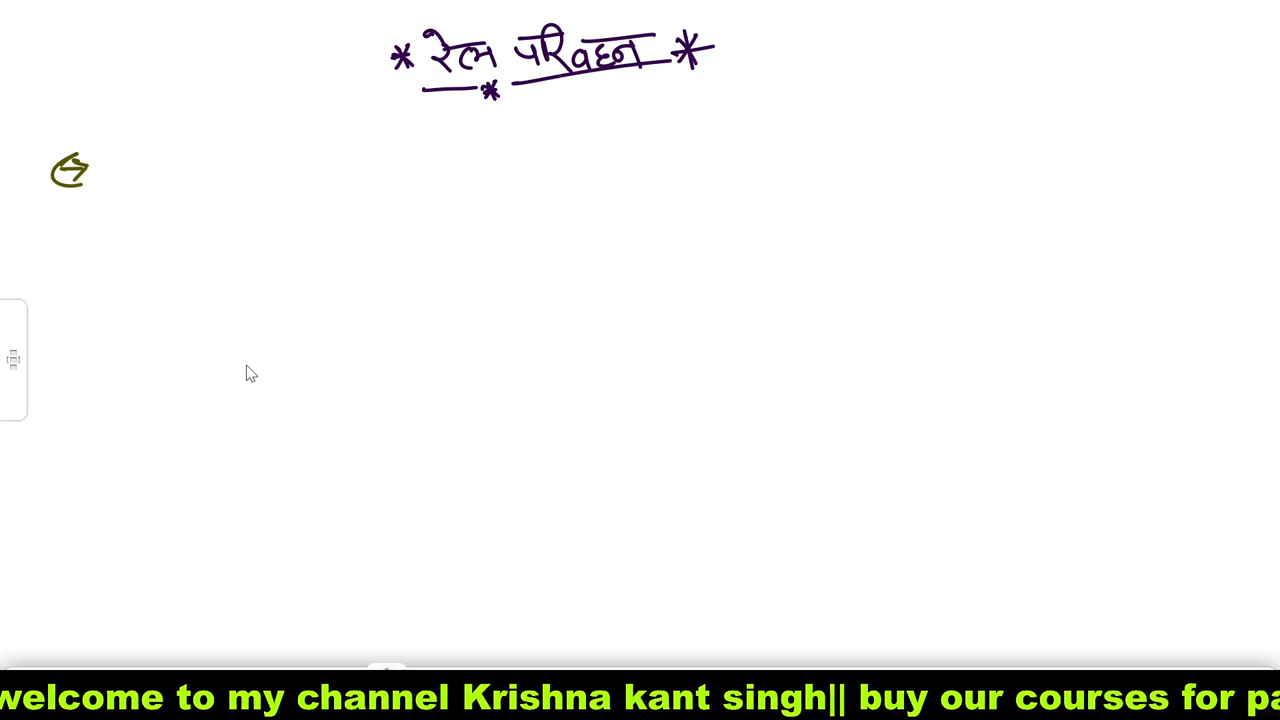 * रेल परिवहन *
welcome to my channel Krishna kant singh|| buy our courses for pa